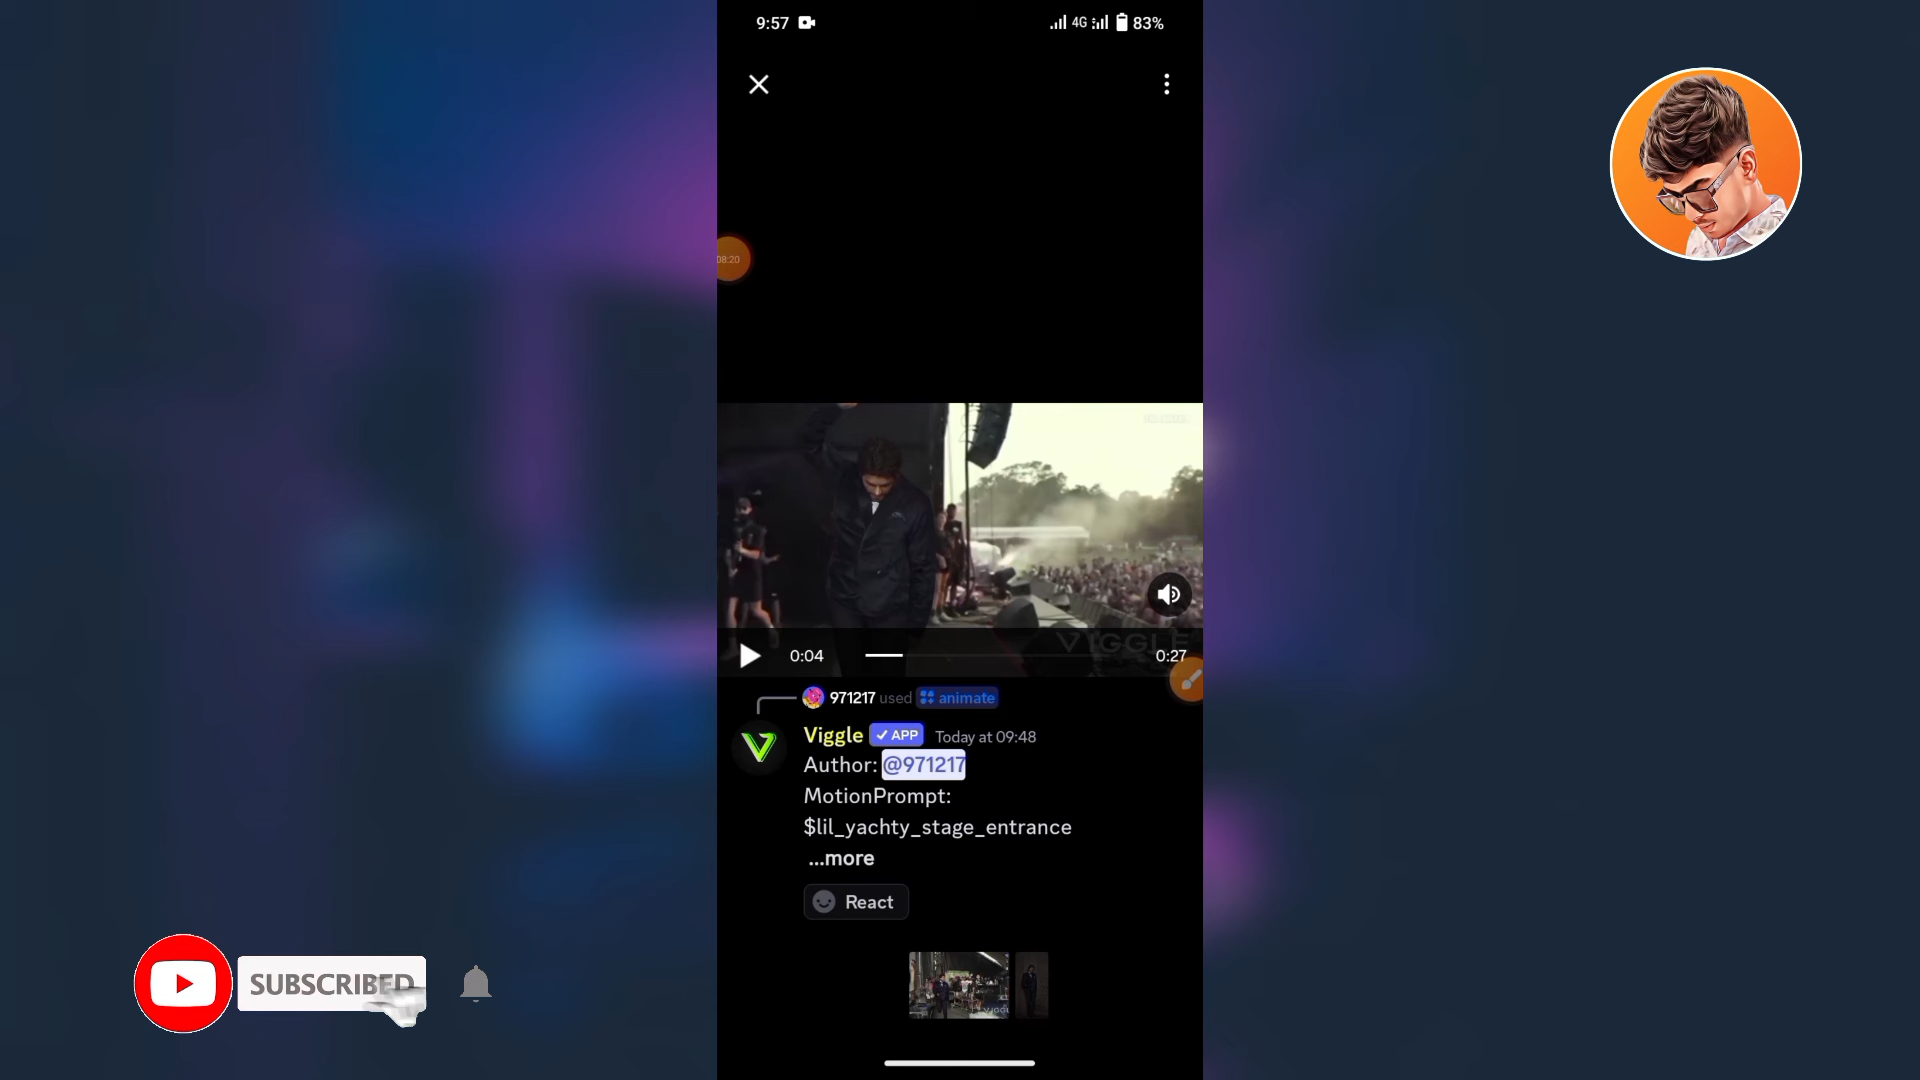 9:57
4G
83%
08:20
VIGGLE
0:04
0:27
971217 used animate
Viggle APP Today at 09:48
Author: @971217
MotionPrompt:
$lil_yachty_stage_entrance
...more
React
SUBSCRIBED